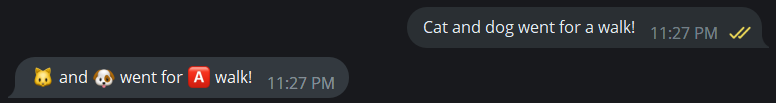 Cat and dog went for a walk! 11:27 PM
🐱 and 🐶 went for 🅰 walk! 11:27 PM